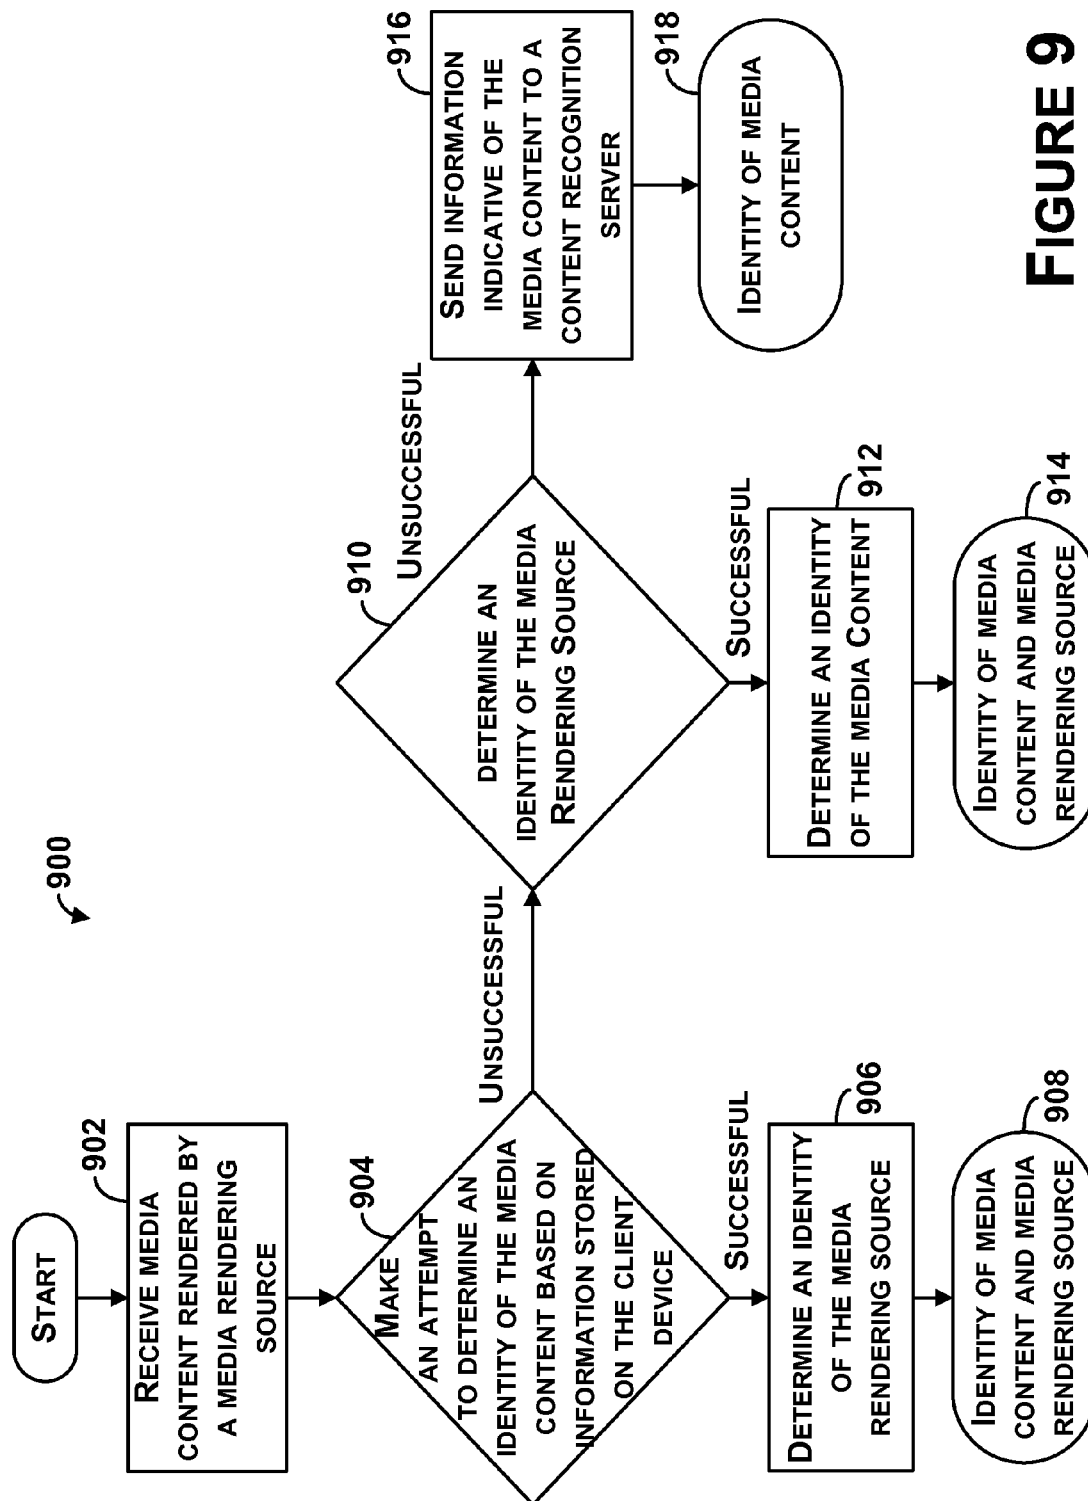 900
START
902
RECEIVE MEDIA
CONTENT RENDERED BY
A MEDIA RENDERING
SOURCE
904
MAKE
AN ATTEMPT
TO DETERMINE AN
IDENTITY OF THE MEDIA
CONTENT BASED ON
INFORMATION STORED
ON THE CLIENT
DEVICE
SUCCESSFUL
906
DETERMINE AN IDENTITY
OF THE MEDIA
RENDERING SOURCE
908
IDENTITY OF MEDIA
CONTENT AND MEDIA
RENDERING SOURCE
UNSUCCESSFUL
910
DETERMINE AN
IDENTITY OF THE MEDIA
RENDERING SOURCE
SUCCESSFUL
912
DETERMINE AN IDENTITY
OF THE MEDIA CONTENT
914
IDENTITY OF MEDIA
CONTENT AND MEDIA
RENDERING SOURCE
UNSUCCESSFUL
916
SEND INFORMATION
INDICATIVE OF THE
MEDIA CONTENT TO A
CONTENT RECOGNITION
SERVER
918
IDENTITY OF MEDIA
CONTENT
FIGURE 9